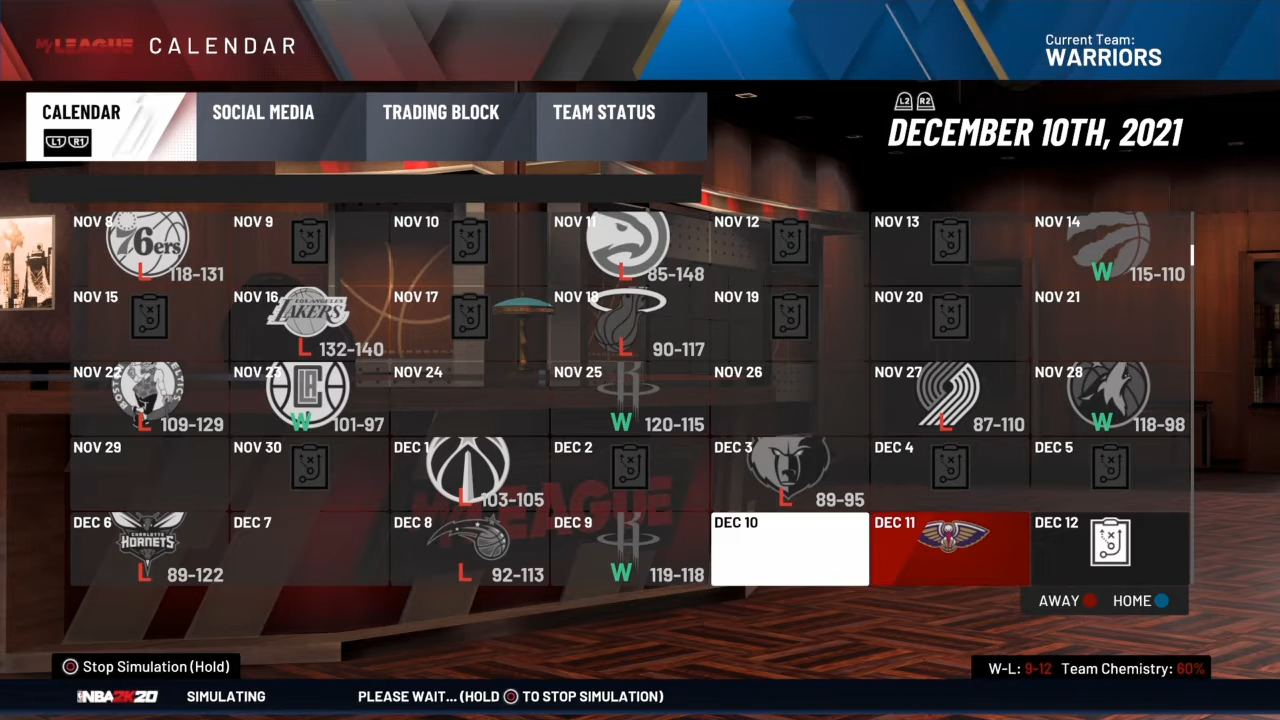 MyLEAGUE CALENDAR
Current Team:
WARRIORS
CALENDAR
L1 R1
SOCIAL MEDIA
TRADING BLOCK
TEAM STATUS
L2 R2
DECEMBER 10TH, 2021
NOV 8 76ers L 118-131
NOV 9
NOV 10
NOV 11 L 85-148
NOV 12
NOV 13
NOV 14 W 115-110
NOV 15
NOV 16 LOS ANGELES LAKERS L 132-140
NOV 17
NOV 18 L 90-117
NOV 19
NOV 20
NOV 21
NOV 22 BOSTON CELTICS L 109-129
NOV 23 LA W 101-97
NOV 24
NOV 25 R W 120-115
NOV 26
NOV 27 L 87-110
NOV 28 W 118-98
NOV 29
NOV 30
DEC 1 L 103-105
DEC 2
DEC 3 L 89-95
DEC 4
DEC 5
DEC 6 CHARLOTTE HORNETS L 89-122
DEC 7
DEC 8 L 92-113
DEC 9 R W 119-118
DEC 10
DEC 11
DEC 12
MyLEAGUE
AWAY HOME
Stop Simulation (Hold)
W-L: 9-12 Team Chemistry: 60%
NBA2K20 SIMULATING PLEASE WAIT... (HOLD TO STOP SIMULATION)